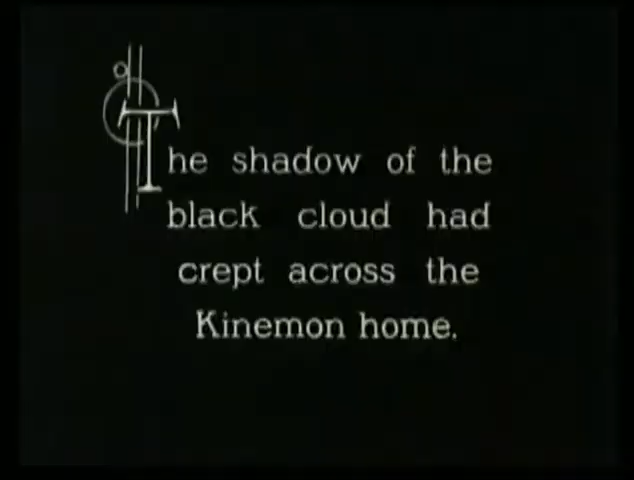 The shadow of the
black cloud had
crept across the
Kinemon home.